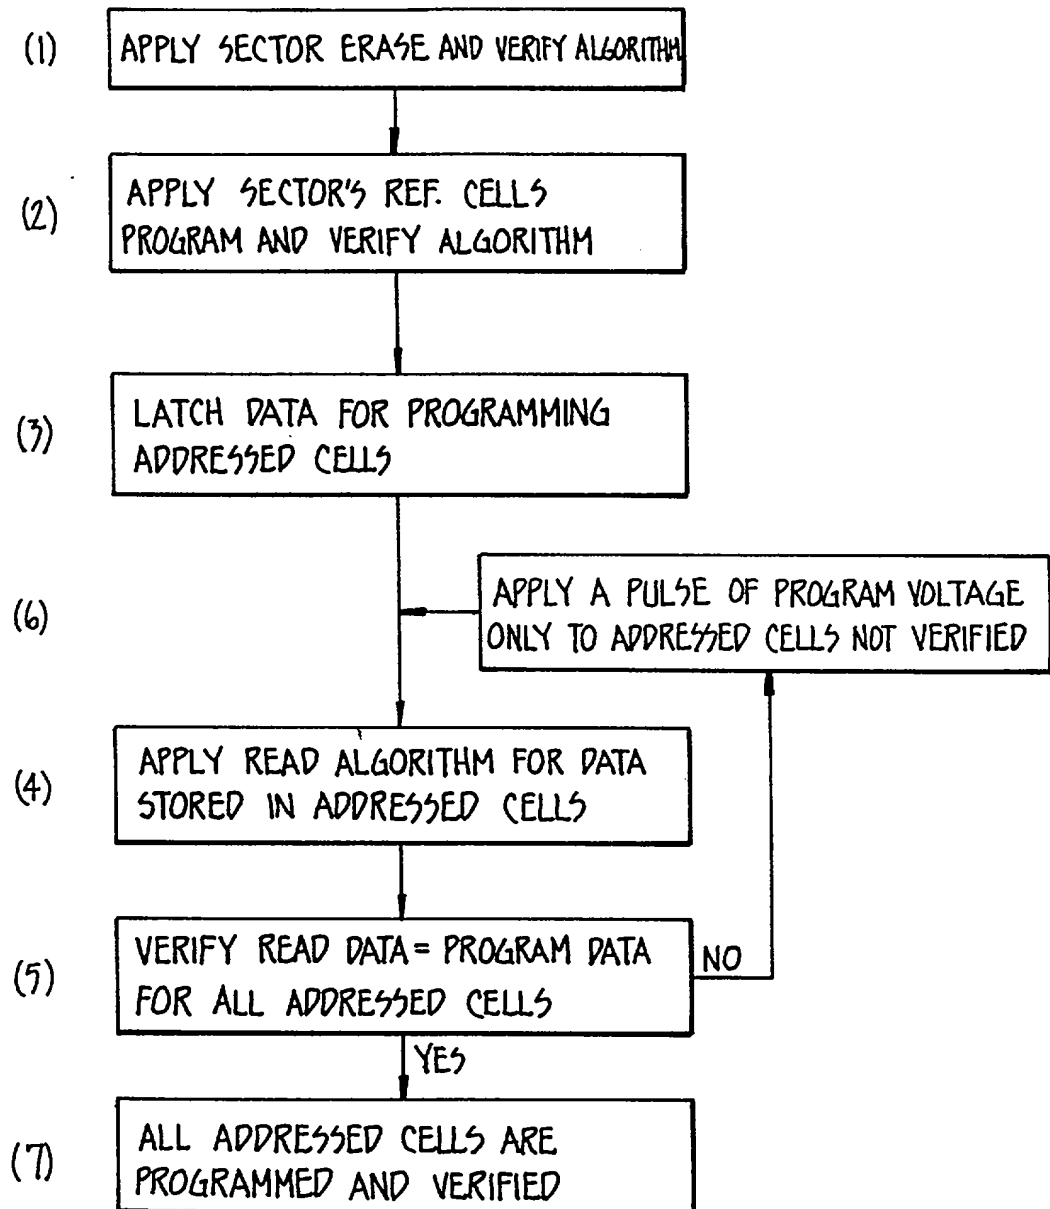 (1) APPLY SECTOR ERASE AND VERIFY ALGORITHM
(2) APPLY SECTOR'S REF. CELLS
PROGRAM AND VERIFY ALGORITHM
(3) LATCH DATA FOR PROGRAMMING
ADDRESSED CELLS
(6) APPLY A PULSE OF PROGRAM VOLTAGE
ONLY TO ADDRESSED CELLS NOT VERIFIED
(4) APPLY READ ALGORITHM FOR DATA
STORED IN ADDRESSED CELLS
(5) VERIFY READ DATA = PROGRAM DATA
FOR ALL ADDRESSED CELLS
NO
YES
(7) ALL ADDRESSED CELLS ARE
PROGRAMMED AND VERIFIED